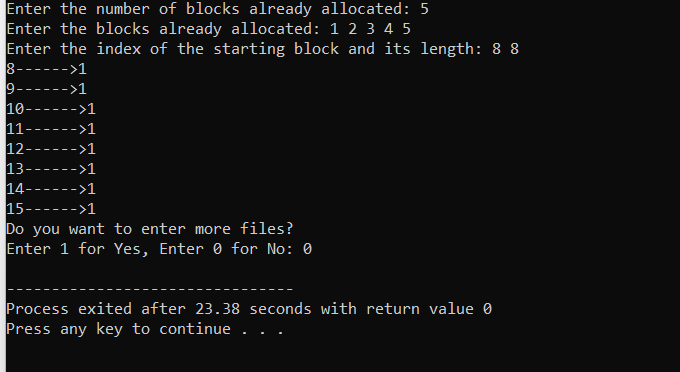 Enter the number of blocks already allocated: 5
Enter the blocks already allocated: 1 2 3 4 5
Enter the index of the starting block and its length: 8 8
8------>1
9------>1
10------>1
11------>1
12------>1
13------>1
14------>1
15------>1
Do you want to enter more files?
Enter 1 for Yes, Enter 0 for No: 0
--------------------------------
Process exited after 23.38 seconds with return value 0
Press any key to continue . . .